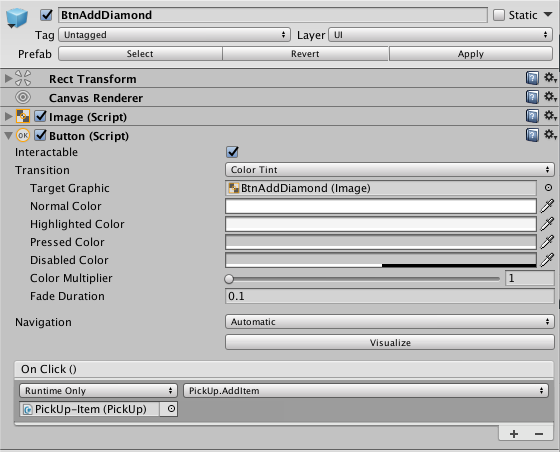 BtnAddDiamond Static
Tag Untagged Layer UI
Prefab Select Revert Apply
Rect Transform
Canvas Renderer
Image (Script)
OK Button (Script)
Interactable
Transition Color Tint
Target Graphic BtnAddDiamond (Image)
Normal Color
Highlighted Color
Pressed Color
Disabled Color
Color Multiplier 1
Fade Duration 0.1
Navigation Automatic
Visualize
On Click ()
Runtime Only PickUp.AddItem
PickUp-Item (PickUp)
+ −